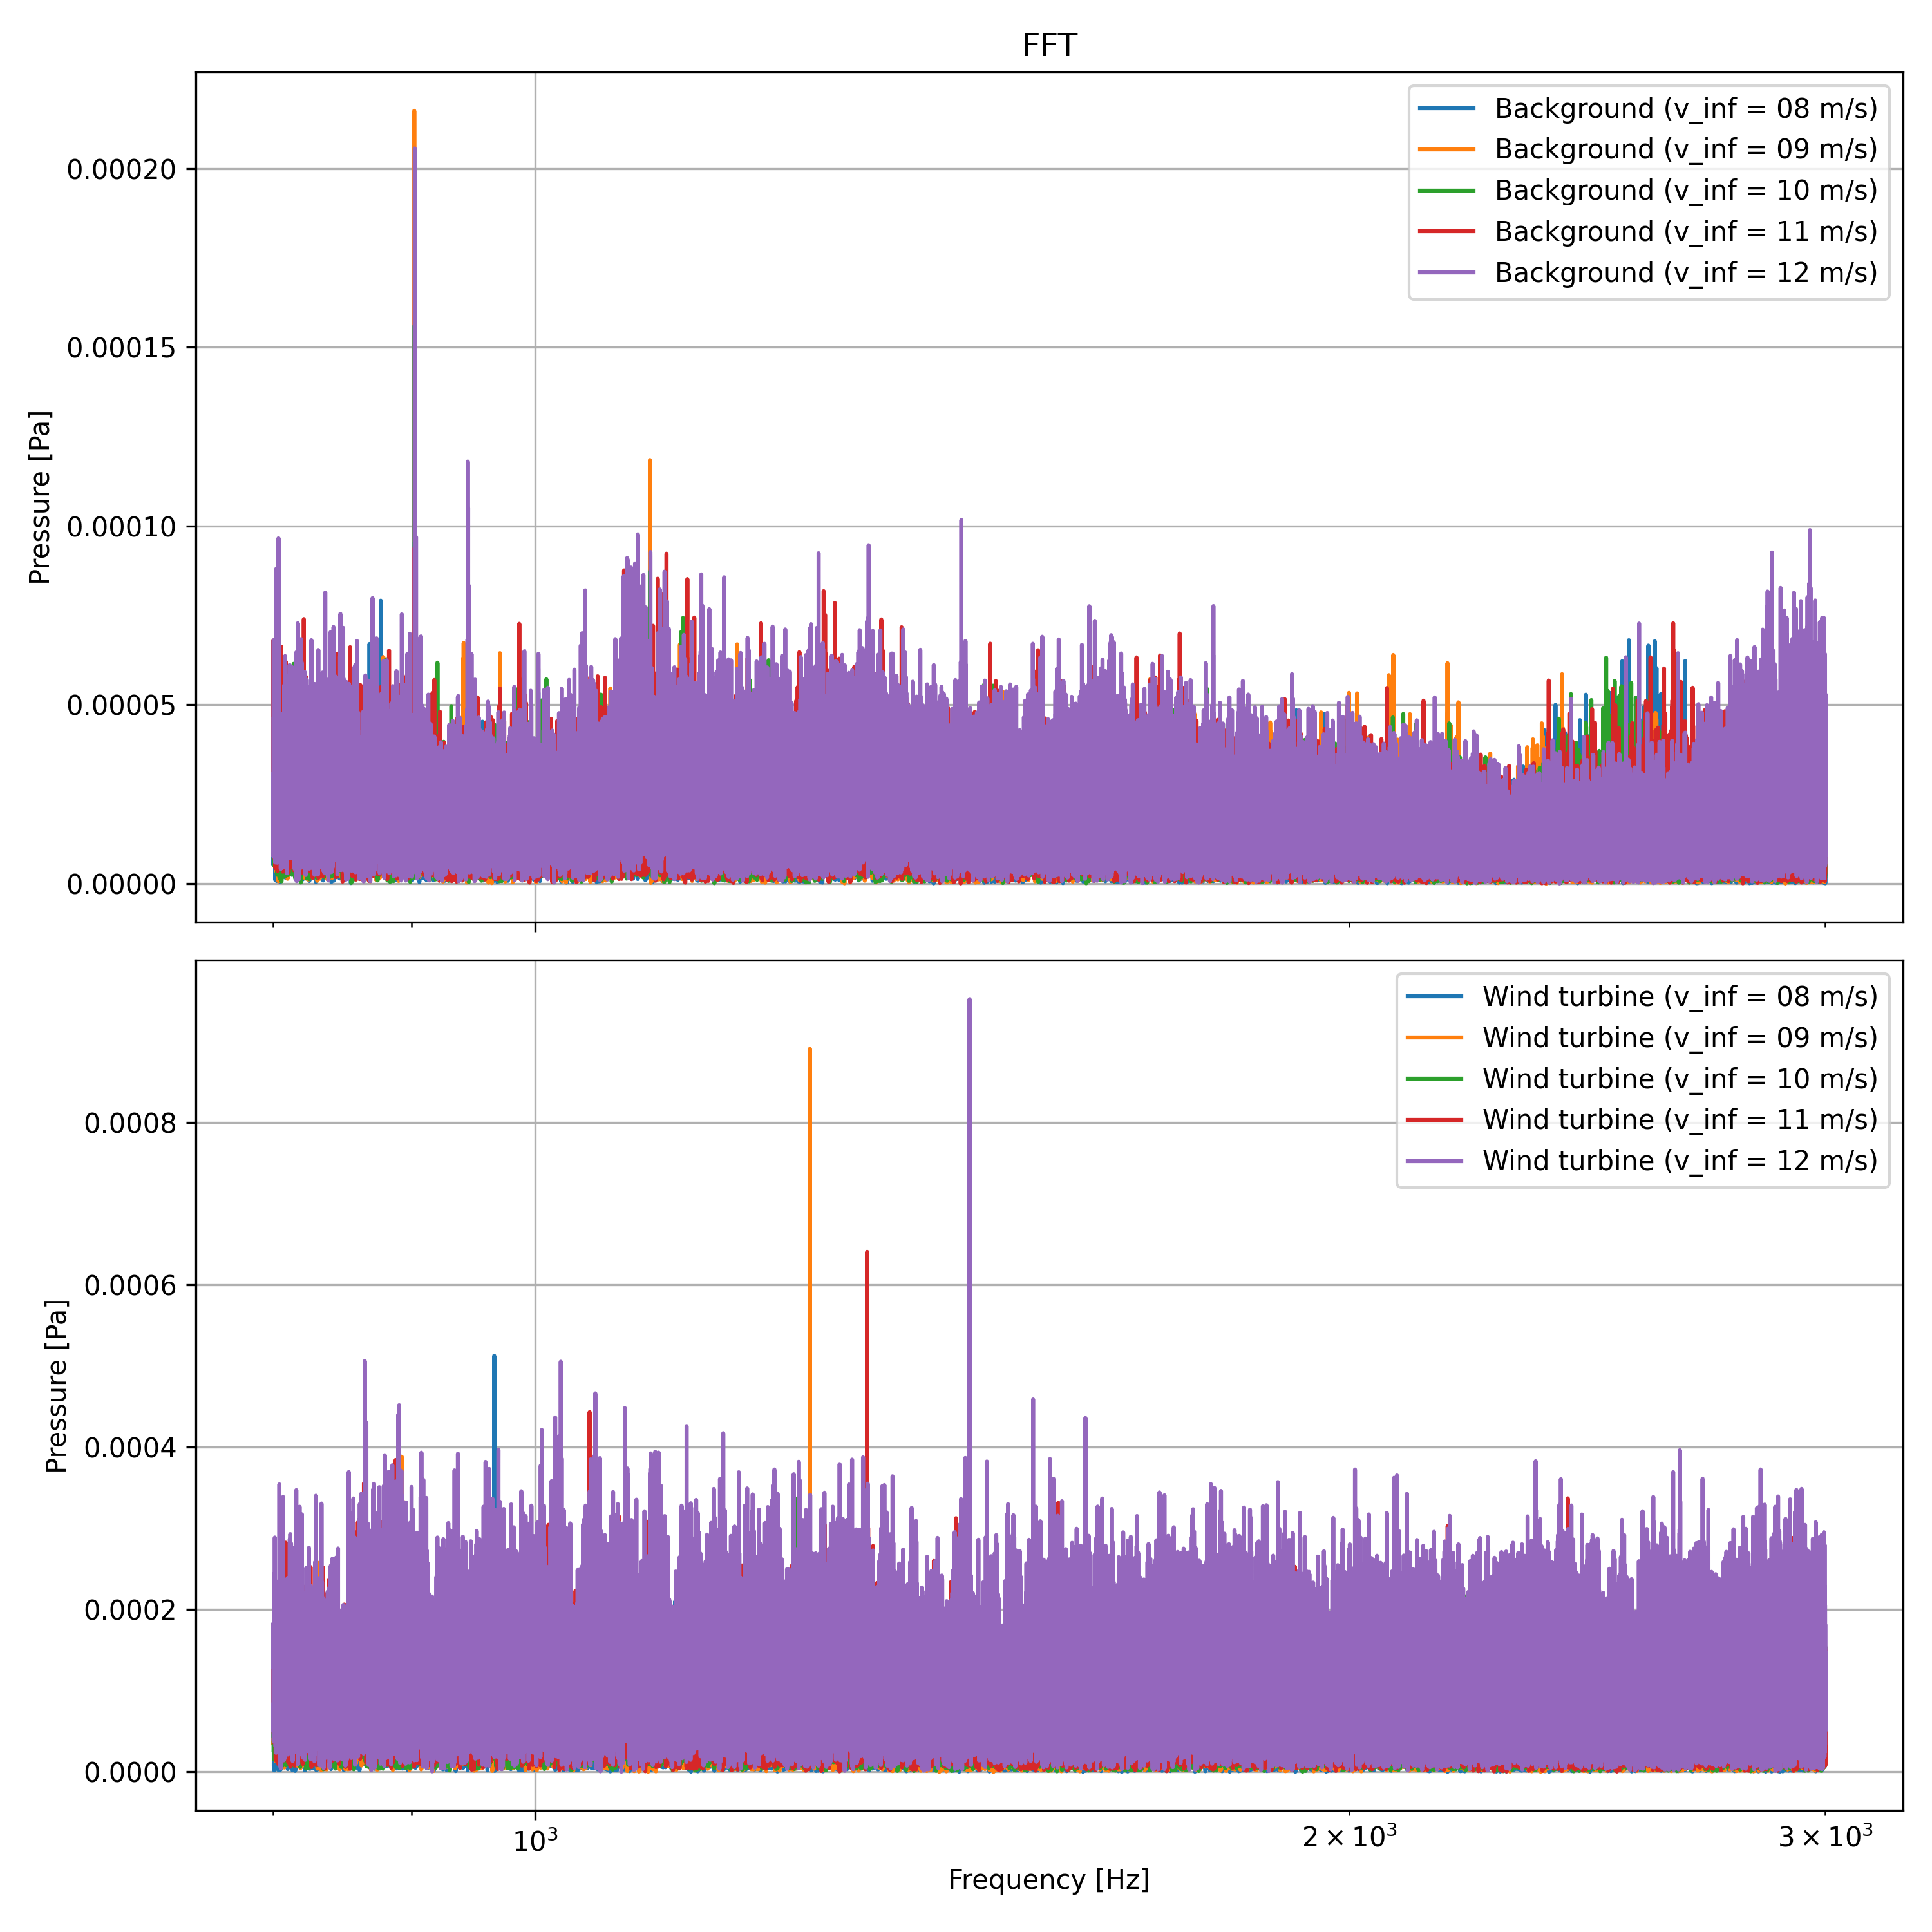 FFT
Pressure [Pa]
0.00020
0.00015
0.00010
0.00005
0.00000
Background (v_inf = 08 m/s)
Background (v_inf = 09 m/s)
Background (v_inf = 10 m/s)
Background (v_inf = 11 m/s)
Background (v_inf = 12 m/s)
Pressure [Pa]
0.0008
0.0006
0.0004
0.0002
0.0000
Wind turbine (v_inf = 08 m/s)
Wind turbine (v_inf = 09 m/s)
Wind turbine (v_inf = 10 m/s)
Wind turbine (v_inf = 11 m/s)
Wind turbine (v_inf = 12 m/s)
10³ 2 × 10³ 3 × 10³
Frequency [Hz]